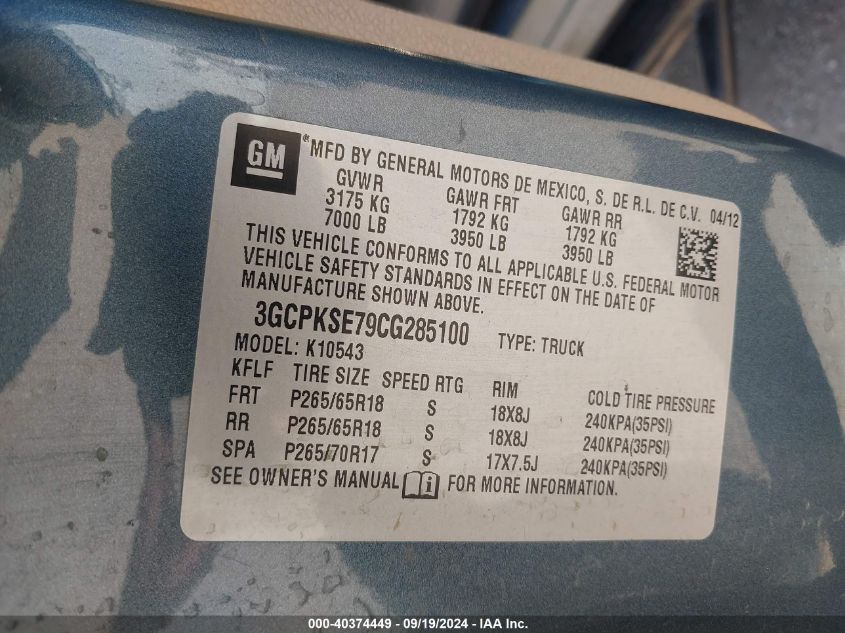 GM
*MFD BY GENERAL MOTORS DE MEXICO, S. DE R.L. DE C.V. 04/12
GVWR GAWR FRT GAWR RR
3175 KG 1792 KG 1792 KG
7000 LB 3950 LB 3950 LB
THIS VEHICLE CONFORMS TO ALL APPLICABLE U.S. FEDERAL MOTOR
VEHICLE SAFETY STANDARDS IN EFFECT ON THE DATE OF
MANUFACTURE SHOWN ABOVE.
3GCPKSE79CG285100 TYPE: TRUCK
MODEL: K10543
KFLF TIRE SIZE SPEED RTG RIM COLD TIRE PRESSURE
FRT P265/65R18 S 18X8J 240KPA(35PSI)
RR P265/65R18 S 18X8J 240KPA(35PSI)
SPA P265/70R17 S 17X7.5J 240KPA(35PSI)
SEE OWNER'S MANUAL i FOR MORE INFORMATION.
000-40374449 - 09/19/2024 - IAA Inc.